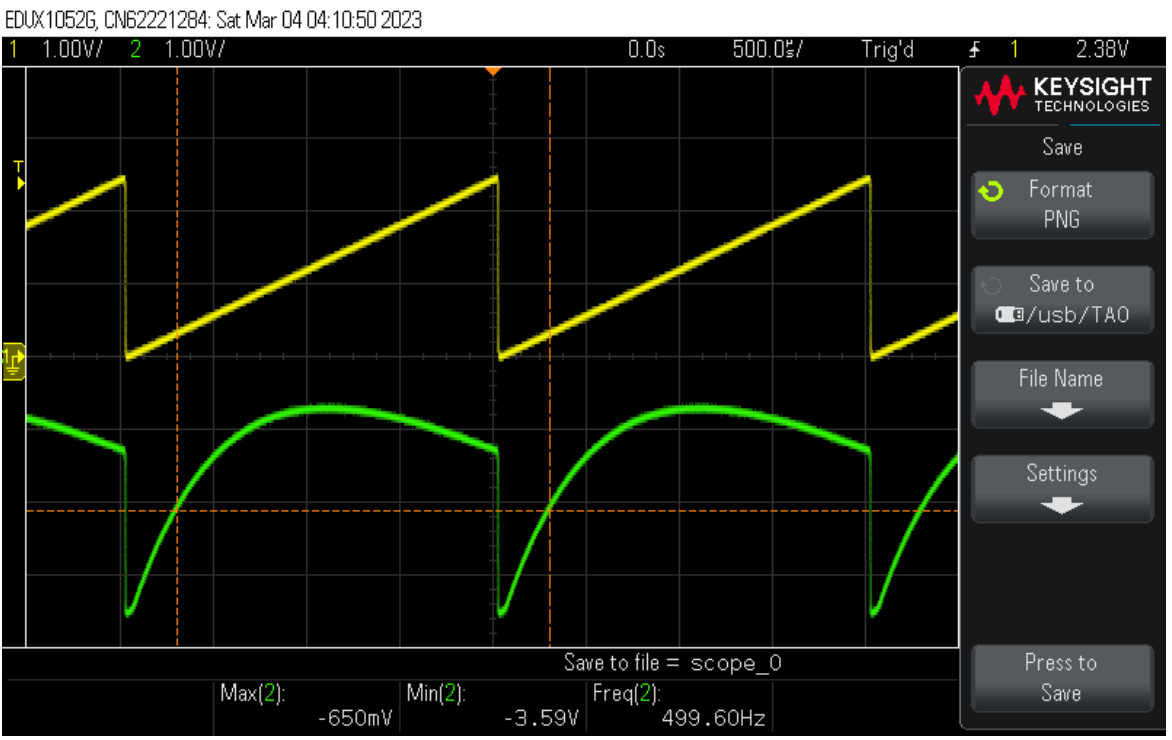 EDUX1052G, CN62221284: Sat Mar 04 04:10:50 2023
1 1.00V/ 2 1.00V/ 0.0s 500.0µs/ Trig'd 1 2.38V
KEYSIGHT
TECHNOLOGIES
Save
Format
PNG
Save to
/usb/TAO
File Name
Settings
Press to
Save
T
1
Save to file = scope_0
Max(2): Min(2): Freq(2):
-650mV -3.59V 499.60Hz